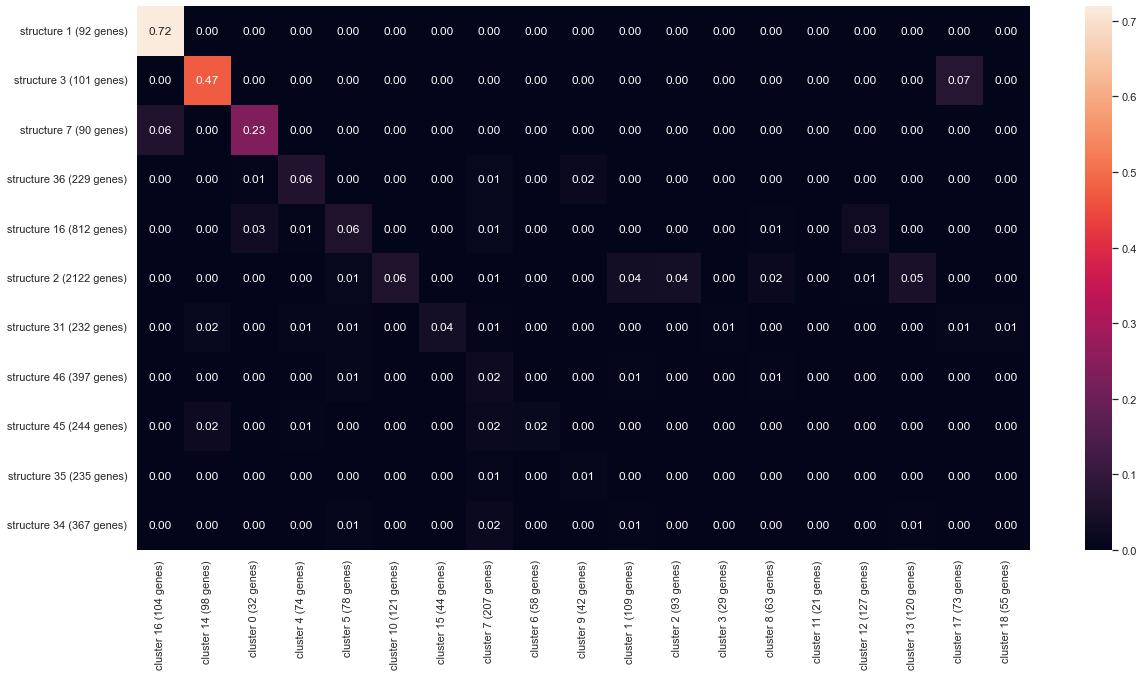 structure 1 (92 genes) 0.72 0.00 0.00 0.00 0.00 0.00 0.00 0.00 0.00 0.00 0.00 0.00 0.00 0.00 0.00 0.00 0.00 0.00 0.00
structure 3 (101 genes) 0.00 0.47 0.00 0.00 0.00 0.00 0.00 0.00 0.00 0.00 0.00 0.00 0.00 0.00 0.00 0.00 0.00 0.07 0.00
structure 7 (90 genes) 0.06 0.00 0.23 0.00 0.00 0.00 0.00 0.00 0.00 0.00 0.00 0.00 0.00 0.00 0.00 0.00 0.00 0.00 0.00
structure 36 (229 genes) 0.00 0.00 0.01 0.06 0.00 0.00 0.00 0.01 0.00 0.02 0.00 0.00 0.00 0.00 0.00 0.00 0.00 0.00 0.00
structure 16 (812 genes) 0.00 0.00 0.03 0.01 0.06 0.00 0.00 0.01 0.00 0.00 0.00 0.00 0.00 0.01 0.00 0.03 0.00 0.00 0.00
structure 2 (2122 genes) 0.00 0.00 0.00 0.00 0.01 0.06 0.00 0.01 0.00 0.00 0.04 0.04 0.00 0.02 0.00 0.01 0.05 0.00 0.00
structure 31 (232 genes) 0.00 0.02 0.00 0.01 0.01 0.00 0.04 0.01 0.00 0.00 0.00 0.00 0.01 0.00 0.00 0.00 0.00 0.01 0.01
structure 46 (397 genes) 0.00 0.00 0.00 0.00 0.01 0.00 0.00 0.02 0.00 0.00 0.01 0.00 0.00 0.01 0.00 0.00 0.00 0.00 0.00
structure 45 (244 genes) 0.00 0.02 0.00 0.01 0.00 0.00 0.00 0.02 0.02 0.00 0.00 0.00 0.00 0.00 0.00 0.00 0.00 0.00 0.00
structure 35 (235 genes) 0.00 0.00 0.00 0.00 0.00 0.00 0.00 0.01 0.00 0.01 0.00 0.00 0.00 0.00 0.00 0.00 0.00 0.00 0.00
structure 34 (367 genes) 0.00 0.00 0.00 0.00 0.01 0.00 0.00 0.02 0.00 0.00 0.01 0.00 0.00 0.00 0.00 0.00 0.01 0.00 0.00
cluster 16 (104 genes)
cluster 14 (98 genes)
cluster 0 (32 genes)
cluster 4 (74 genes)
cluster 5 (78 genes)
cluster 10 (121 genes)
cluster 15 (44 genes)
cluster 7 (207 genes)
cluster 6 (58 genes)
cluster 9 (42 genes)
cluster 1 (109 genes)
cluster 2 (93 genes)
cluster 3 (29 genes)
cluster 8 (63 genes)
cluster 11 (21 genes)
cluster 12 (127 genes)
cluster 13 (120 genes)
cluster 17 (73 genes)
cluster 18 (55 genes)
0.7
0.6
0.5
0.4
0.3
0.2
0.1
0.0